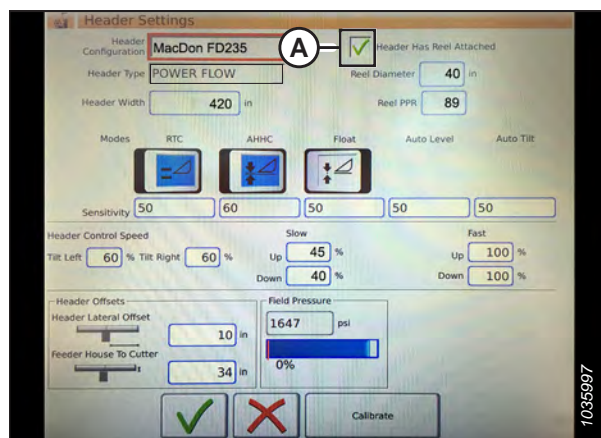 Header Settings
Header Configuration MacDon FD235 A Header Has Reel Attached
Header Type POWER FLOW Reel Diameter 40 in
Header Width 420 in Reel PPR 89
Modes RTC AHHC Float Auto Level Auto Tilt
Sensitivity 50 60 50 50 50
Header Control Speed Slow Fast
Tilt Left 60 % Tilt Right 60 % Up 45 % Up 100 %
Down 40 % Down 100 %
Header Offsets Field Pressure
Header Lateral Offset 10 in 1647 psi
Feeder House To Cutter 34 in 0%
Calibrate
1035997